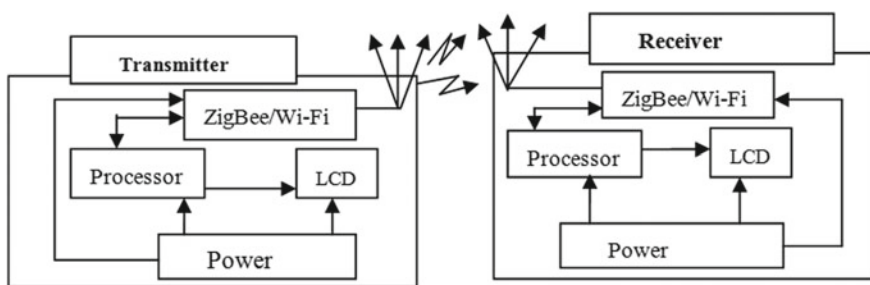 Transmitter
ZigBee/Wi-Fi
Processor
LCD
Power
Receiver
ZigBee/Wi-Fi
Processor
LCD
Power